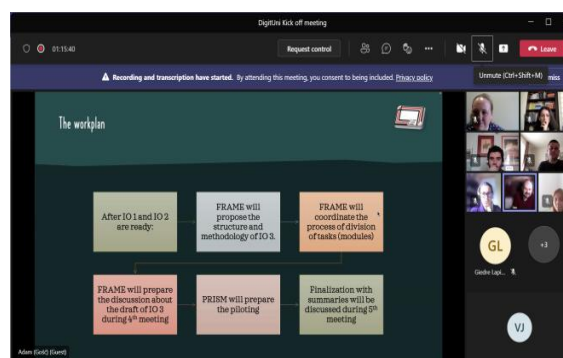 DigitUni Kick off meeting
01:15:40
Request control
Leave
Recording and transcription have started. By attending this meeting, you consent to being included. Privacy policy
Unmute (Ctrl+Shift+M)
miss
The workplan
After IO 1 and IO 2
are ready:
FRAME will
propose the
structure and
methodology of IO 3.
FRAME will
coordinate the
process of division
of tasks (modules)
FRAME will prepare
the discussion about
the draft of IO 3
during 4th meeting
PRISM will prepare
the piloting
Finalization with
summaries will be
discussed during 5th
meeting
GL
+3
Giedre Lapi...
VJ
Adam (Gość) (Guest)